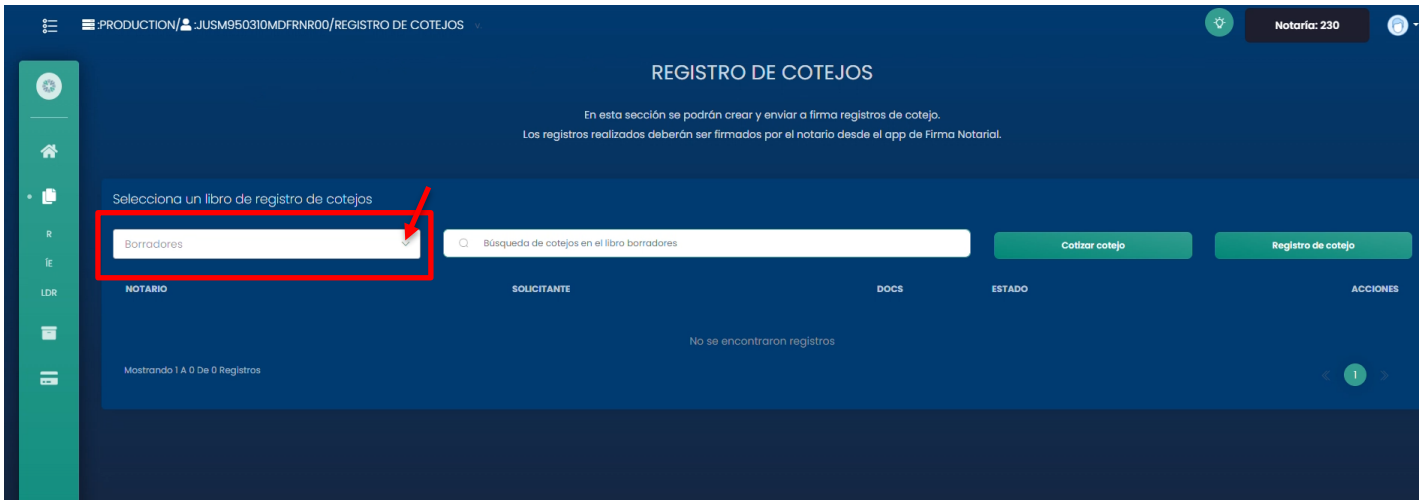 :PRODUCTION/ :JUSM950310MDFRNR00/REGISTRO DE COTEJOS v.
Notaría: 230
REGISTRO DE COTEJOS
En esta sección se podrán crear y enviar a firma registros de cotejo.
Los registros realizados deberán ser firmados por el notario desde el app de Firma Notarial.
Selecciona un libro de registro de cotejos
Borradores
Búsqueda de cotejos en el libro borradores
Cotizar cotejo
Registro de cotejo
R
ÍE
LDR
NOTARIO SOLICITANTE DOCS ESTADO ACCIONES
No se encontraron registros
Mostrando 1 A 0 De 0 Registros
< 1 >